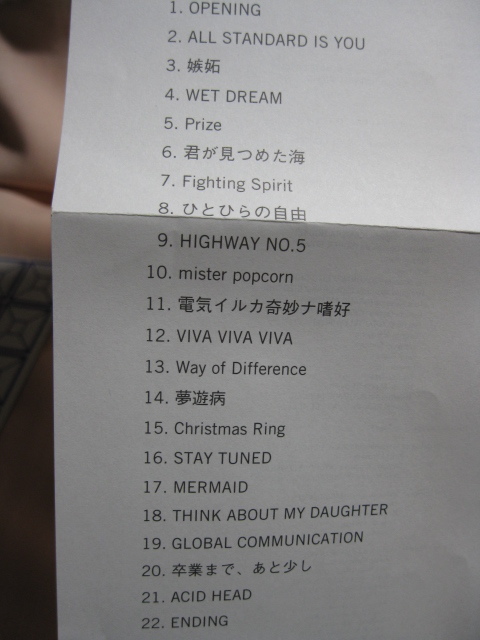 1. OPENING
2. ALL STANDARD IS YOU
3. 嫉妬
4. WET DREAM
5. Prize
6. 君が見つめた海
7. Fighting Spirit
8. ひとひらの自由
9. HIGHWAY NO.5
10. mister popcorn
11. 電気イルカ奇妙ナ嗜好
12. VIVA VIVA VIVA
13. Way of Difference
14. 夢遊病
15. Christmas Ring
16. STAY TUNED
17. MERMAID
18. THINK ABOUT MY DAUGHTER
19. GLOBAL COMMUNICATION
20. 卒業まで、あと少し
21. ACID HEAD
22. ENDING